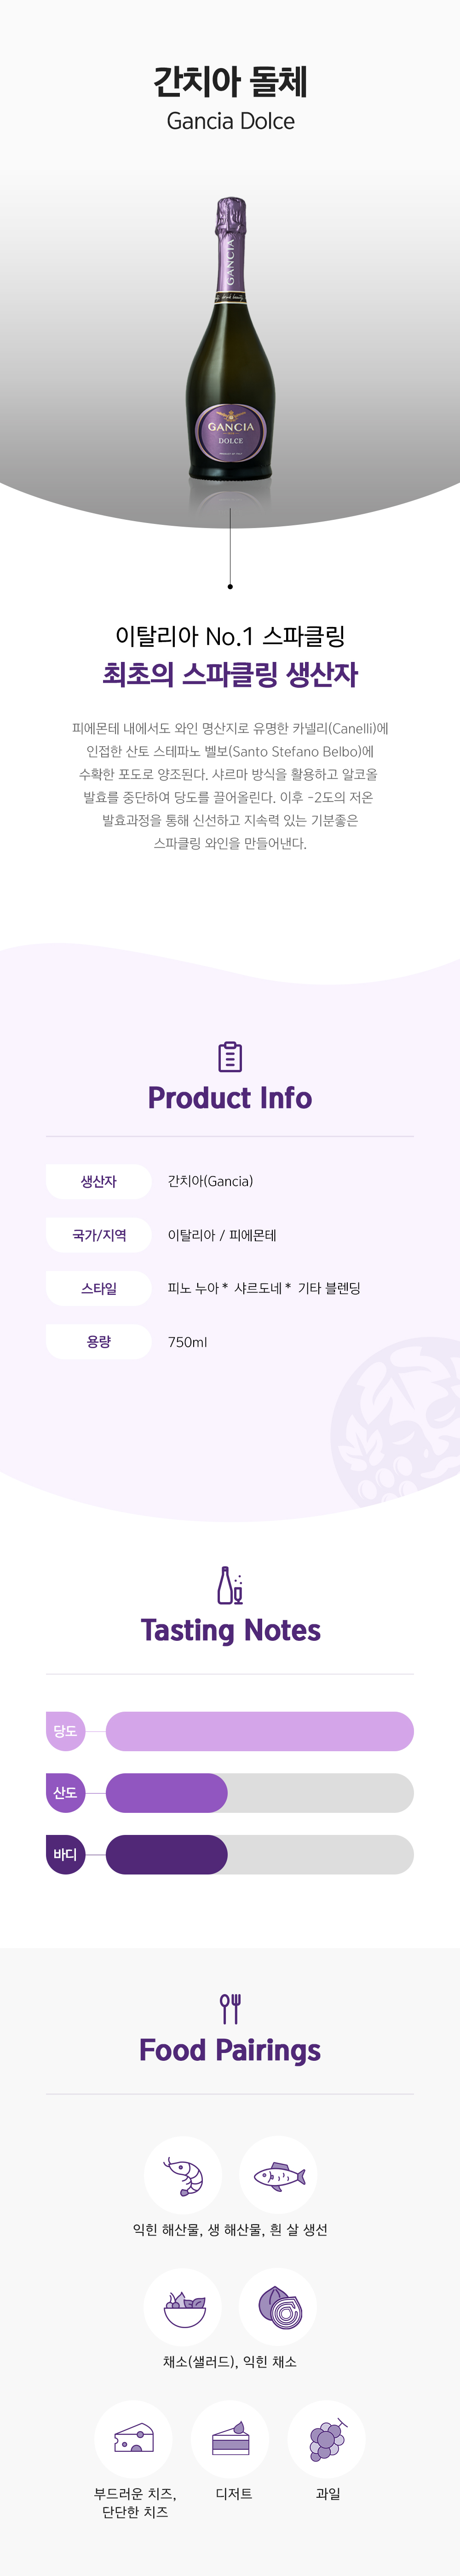 간치아 돌체
Gancia Dolce
GANCIA
GANCIA
DOLCE
이탈리아 No.1 스파클링
최초의 스파클링 생산자
피에몬테 내에서도 와인 명산지로 유명한 카넬리(Canelli)에
인접한 산토 스테파노 벨보(Santo Stefano Belbo)에
수확한 포도로 양조된다. 샤르마 방식을 활용하고 알코올
발효를 중단하여 당도를 끌어올린다. 이후 -2도의 저온
발효과정을 통해 신선하고 지속력 있는 기분좋은
스파클링 와인을 만들어낸다.
Product Info
생산자 간치아(Gancia)
국가/지역 이탈리아 / 피에몬테
스타일 피노 누아* 샤르도네* 기타 블렌딩
용량 750ml
Tasting Notes
당도
산도
바디
Food Pairings
익힌 해산물, 생 해산물, 흰 살 생선
채소(샐러드), 익힌 채소
부드러운 치즈,
단단한 치즈
디저트
과일